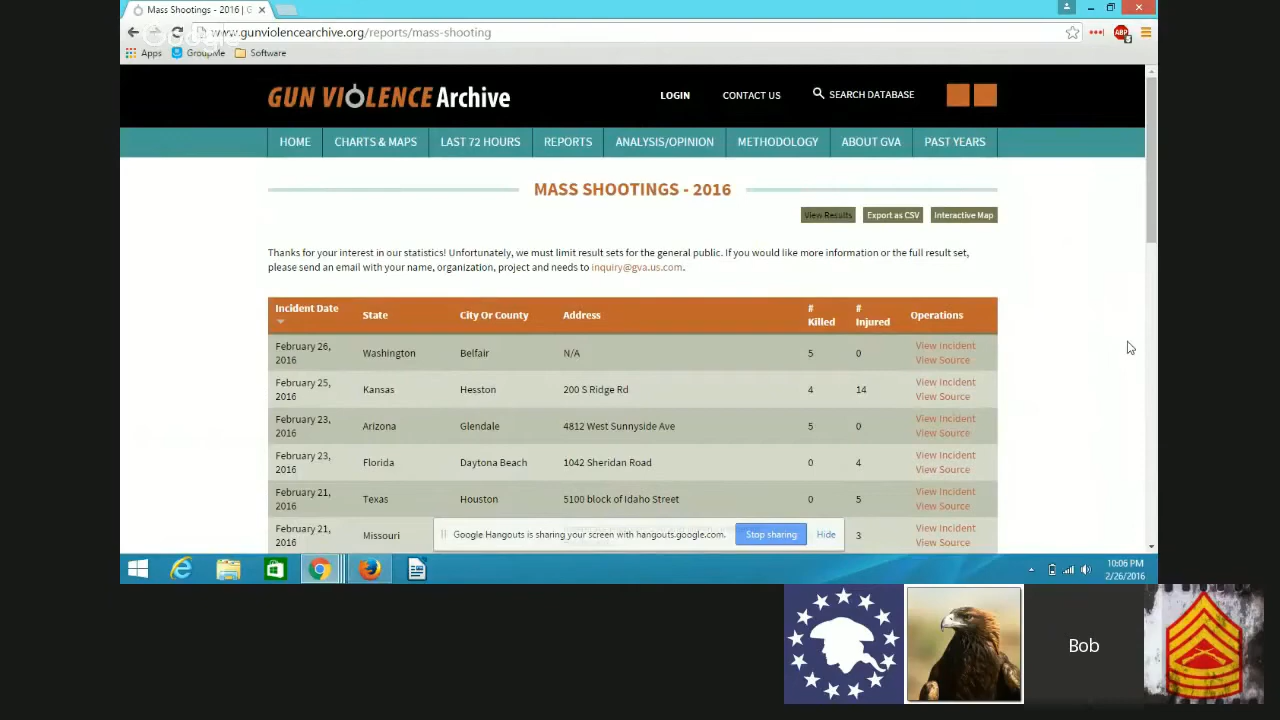 Mass Shootings - 2016 | G
www.gunviolencearchive.org/reports/mass-shooting
Google
ABP
Apps GroupMe Software
GUN VIOLENCE Archive
LOGIN CONTACT US SEARCH DATABASE
HOME CHARTS & MAPS LAST 72 HOURS REPORTS ANALYSIS/OPINION METHODOLOGY ABOUT GVA PAST YEARS
MASS SHOOTINGS - 2016
View Results Export as CSV Interactive Map
Thanks for your interest in our statistics! Unfortunately, we must limit result sets for the general public. If you would like more information or the full result set,
please send an email with your name, organization, project and needs to inquiry@gva.us.com.
Incident Date State City Or County Address # Killed # Injured Operations
February 26, 2016 Washington Belfair N/A 5 0 View Incident View Source
February 25, 2016 Kansas Hesston 200 S Ridge Rd 4 14 View Incident View Source
February 23, 2016 Arizona Glendale 4812 West Sunnyside Ave 5 0 View Incident View Source
February 23, 2016 Florida Daytona Beach 1042 Sheridan Road 0 4 View Incident View Source
February 21, 2016 Texas Houston 5100 block of Idaho Street 0 5 View Incident View Source
February 21, 2016 Missouri 3 View Incident View Source
Google Hangouts is sharing your screen with hangouts.google.com. Stop sharing Hide
10:06 PM
2/26/2016
Bob